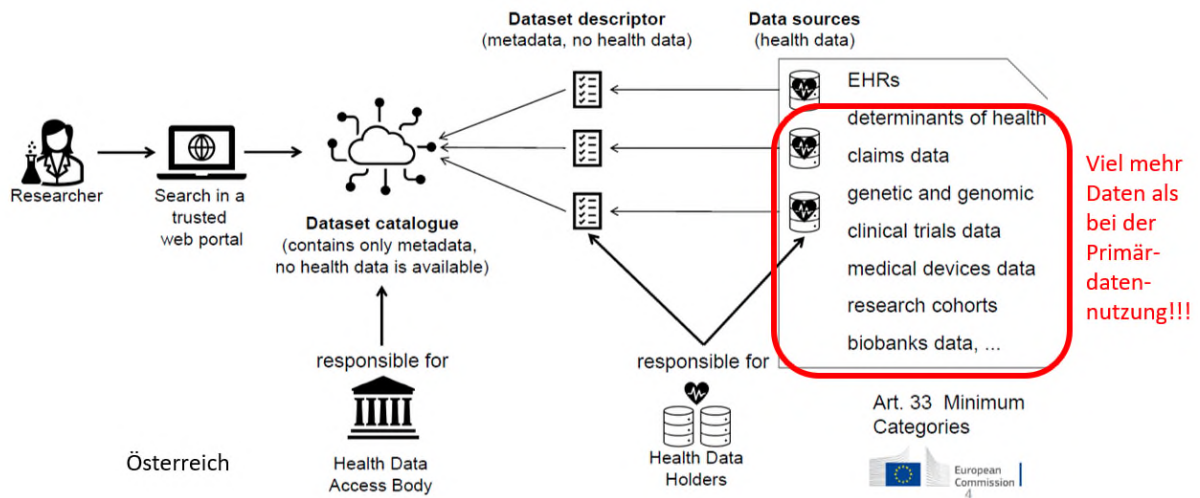 Dataset descriptor
(metadata, no health data)
Data sources
(health data)
EHRs
determinants of health
claims data
genetic and genomic
clinical trials data
medical devices data
research cohorts
biobanks data, ...
Viel mehr
Daten als
bei der
Primär-
daten-
nutzung!!!
Researcher
Search in a
trusted
web portal
Dataset catalogue
(contains only metadata,
no health data is available)
responsible for
responsible for
Art. 33 Minimum
Categories
Österreich
Health Data
Access Body
Health Data
Holders
European
Commission
4